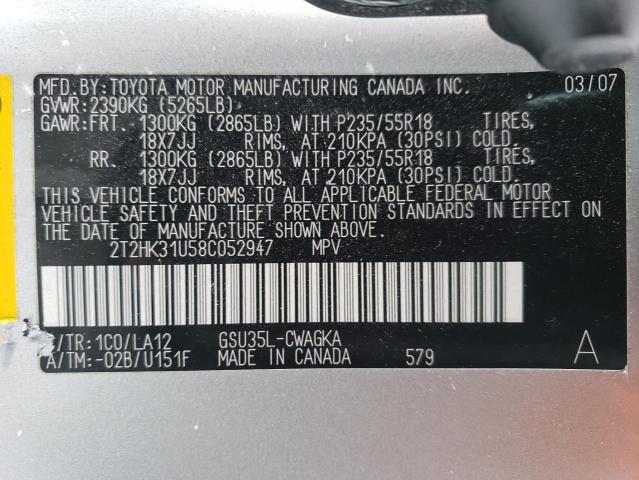 MFD.BY:TOYOTA MOTOR MANUFACTURING CANADA INC. 03/07
GVWR:2390KG (5265LB)
GAWR:FRT. 1300KG (2865LB) WITH P235/55R18 TIRES,
18X7JJ RIMS, AT 210KPA (30PSI) COLD.
RR. 1300KG (2865LB) WITH P235/55R18 TIRES,
18X7JJ RIMS, AT 210KPA (30PSI) COLD.
THIS VEHICLE CONFORMS TO ALL APPLICABLE FEDERAL MOTOR
VEHICLE SAFETY AND THEFT PREVENTION STANDARDS IN EFFECT ON
THE DATE OF MANUFACTURE SHOWN ABOVE.
2T2HK31U58C052947 MPV
/TR:1C0/LA12 GSU35L-CWAGKA
A/TM:-02B/U151F MADE IN CANADA 579 A